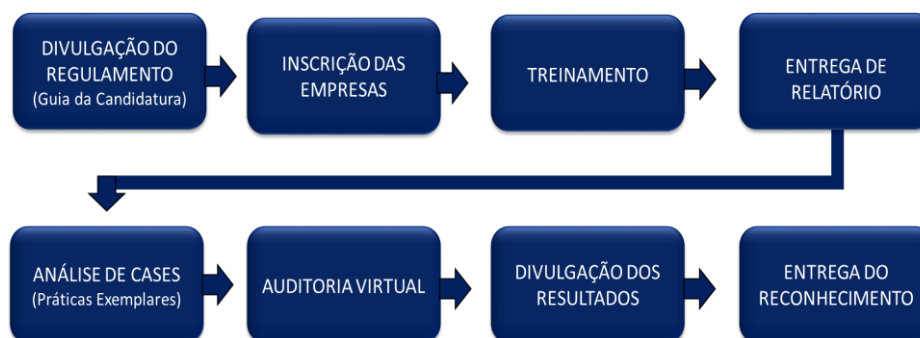 DIVULGAÇÃO DO
REGULAMENTO
(Guia da Candidatura)
INSCRIÇÃO DAS
EMPRESAS
TREINAMENTO
ENTREGA DE
RELATÓRIO
ANÁLISE DE CASES
(Práticas Exemplares)
AUDITORIA VIRTUAL
DIVULGAÇÃO DOS
RESULTADOS
ENTREGA DO
RECONHECIMENTO